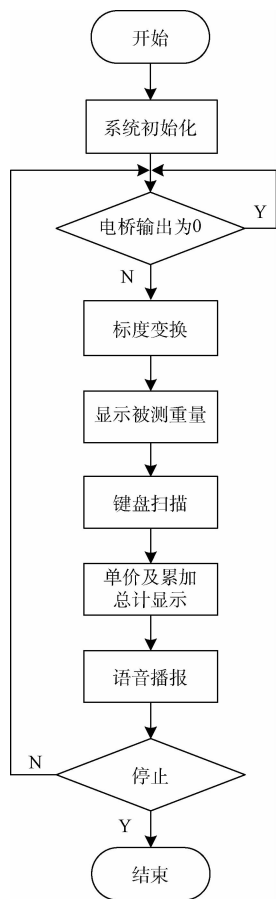 开始
系统初始化
电桥输出为0
Y
N
标度变换
显示被测重量
键盘扫描
单价及累加
总计显示
语音播报
N
停止
Y
结束